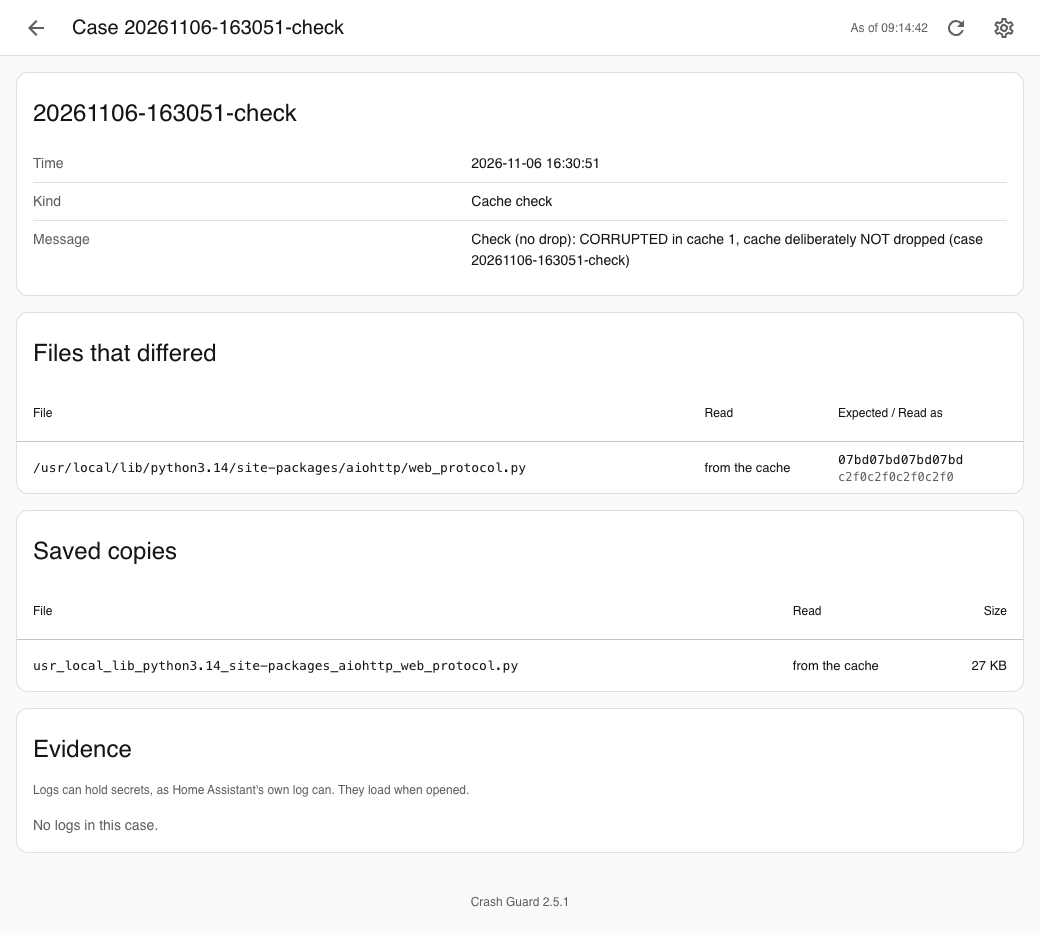 Case 20261106-163051-check
As of 09:14:42
20261106-163051-check
Time 2026-11-06 16:30:51
Kind Cache check
Message Check (no drop): CORRUPTED in cache 1, cache deliberately NOT dropped (case
20261106-163051-check)
Files that differed
File Read Expected / Read as
/usr/local/lib/python3.14/site-packages/aiohttp/web_protocol.py from the cache 07bd07bd07bd07bd
c2f0c2f0c2f0c2f0
Saved copies
File Read Size
usr_local_lib_python3.14_site-packages_aiohttp_web_protocol.py from the cache 27 KB
Evidence
Logs can hold secrets, as Home Assistant's own log can. They load when opened.
No logs in this case.
Crash Guard 2.5.1